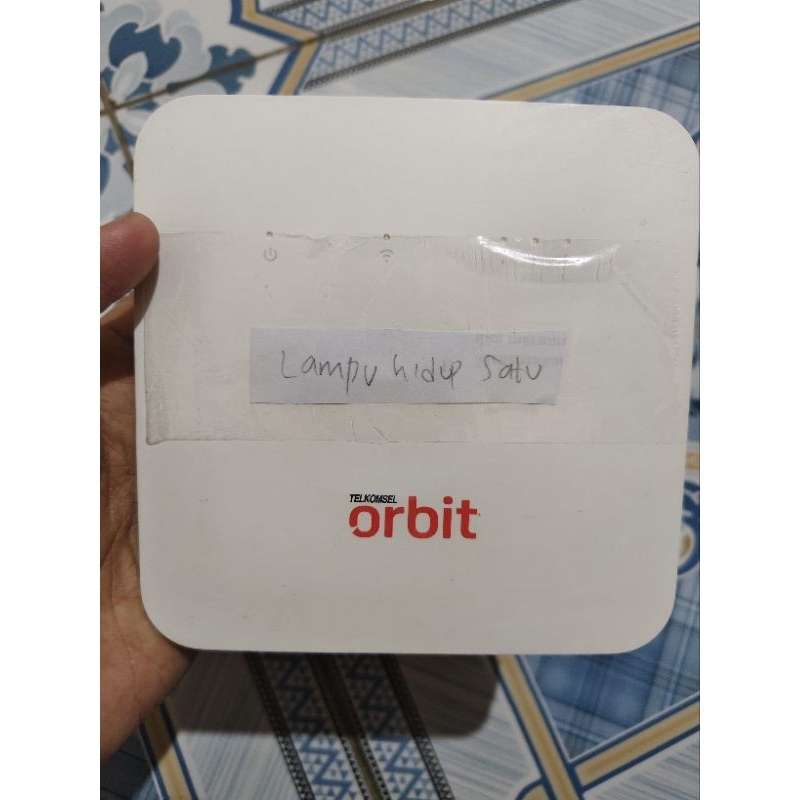 Lampu hidup satu
TELKOMSEL
orbit